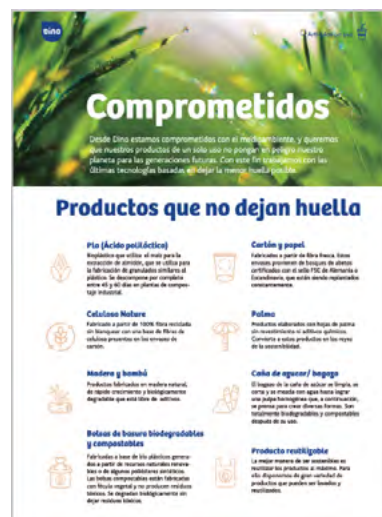 Dino
Comprometidos
Desde Dino estamos comprometidos con el medioambiente, y queremos
que nuestros productos de un solo uso no pongan en peligro nuestro
planeta para las generaciones futuras. Con este fin trabajamos con las
últimas tecnologías basadas en dejar la menor huella posible.
Productos que no dejan huella
Pla (Ácido poliláctico)
Bioplástico que utiliza el maíz para la
extracción de almidón, que se utiliza para
la fabricación de granulados similares al
plástico. Se descompone por completo
entre 45 y 60 días en plantas de compos-
taje industrial.
Cartón y papel
Fabricados a partir de fibra fresca. Estos
envases provienen de bosques de abetos
certificados con el sello FSC de Alemania o
Escandinavia, que están siendo replantados
constantemente.
Celulosa Nature
Fabricado a partir de 100% fibra reciclada
sin blanquear con una base de fibras de
celulosa presentes en los envases de
cartón.
Palma
Productos elaborados con hojas de palma
sin revestimiento ni aditivos químicos.
Convierte a estos productos en los reyes
de la sostenibilidad.
Madera y bambú
Productos fabricados en madera natural,
de rápido crecimiento y biológicamente
degradable que está libre de aditivos.
Caña de azucar/ bagazo
El bagazo de la caña de azúcar se limpia, se
corta y se mezcla con agua hasta lograr
una pulpa homogénea que, a continuación,
se prensa para crear diversas formas. Son
totalmente biodegradables y compostables
después de su uso.
Bolsas de basura biodegradables
y compostables
Fabricadas a base de bio plásticos genera-
dos a partir de recursos naturales renova-
bles o de algunos polímeros sintéticos.
Las bolsas compostables están fabricadas
con fécula vegetal y no producen residuos
tóxicos. Se degradan biológicamente sin
dejar residuos tóxicos.
Producto reutilizable
La mejor manera de ser sostenibles es
reutilizar los productos al máximo. Para
ello disponemos de gran variedad de
productos que pueden ser lavados y
reutilizados.